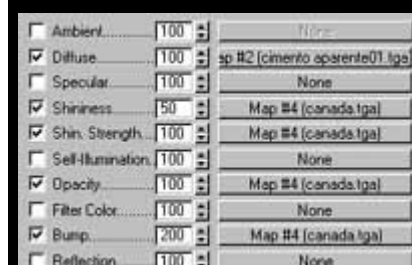 Ambient........ 100 None
Diffuse........ 100 ap #2 (cimento aparente01.tga)
Specular........ 100 None
Shininess........ 50 Map #4 (canada.tga)
Shin. Strength... 100 Map #4 (canada.tga)
Self-Illumination. 100 None
Opacity........ 100 Map #4 (canada.tga)
Filter Color........ 100 None
Bump........ 200 Map #4 (canada.tga)
Reflection........ 100 None